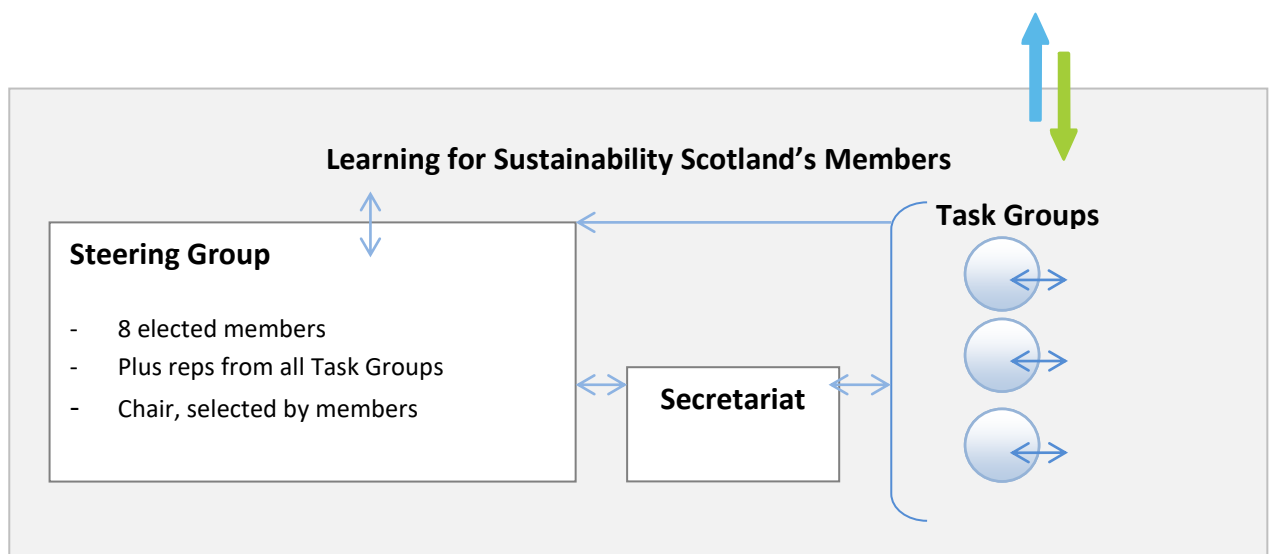 Learning for Sustainability Scotland’s Members
Task Groups
Steering Group
- 8 elected members
- Plus reps from all Task Groups
- Chair, selected by members
Secretariat